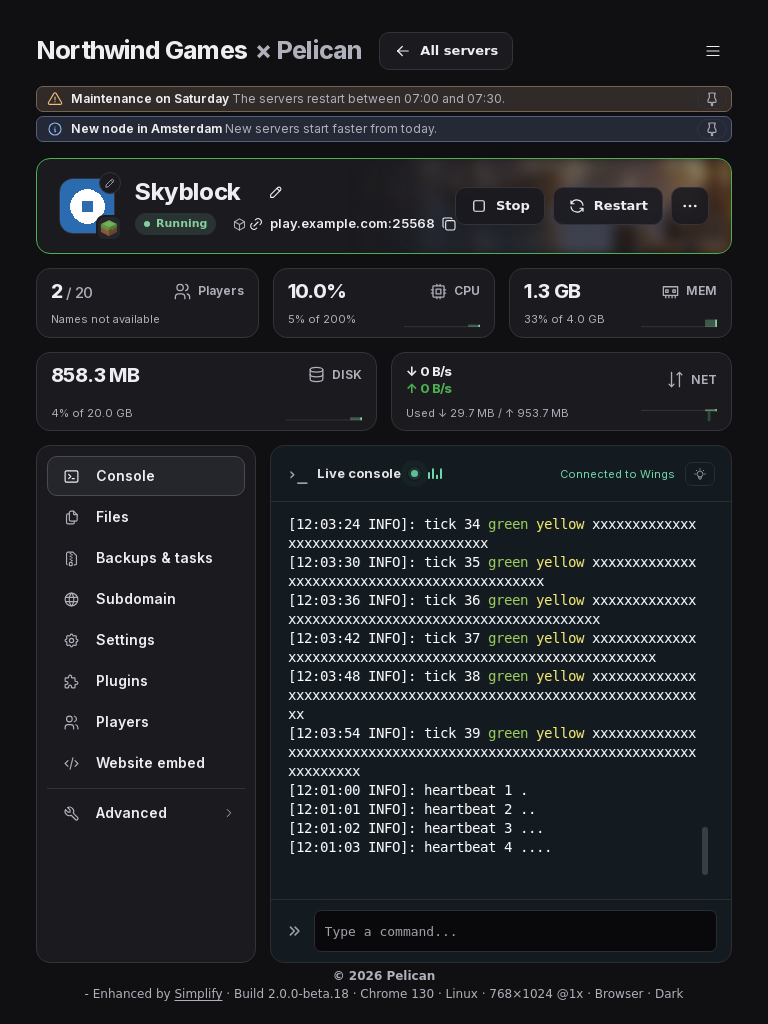 Northwind Games × Pelican
All servers
Maintenance on Saturday The servers restart between 07:00 and 07:30.
New node in Amsterdam New servers start faster from today.
Skyblock
Running
play.example.com:25568
Stop
Restart
2 / 20
Players
Names not available
10.0%
CPU
5% of 200%
1.3 GB
MEM
33% of 4.0 GB
858.3 MB
DISK
4% of 20.0 GB
↓ 0 B/s
↑ 0 B/s
NET
Used ↓ 29.7 MB / ↑ 953.7 MB
Console
Files
Backups & tasks
Subdomain
Settings
Plugins
Players
Website embed
Advanced
Live console
Connected to Wings
[12:03:24 INFO]: tick 34 green yellow xxxxxxxxxxxxx
xxxxxxxxxxxxxxxxxxxxxxxxx
[12:03:30 INFO]: tick 35 green yellow xxxxxxxxxxxxx
xxxxxxxxxxxxxxxxxxxxxxxxxxxxxxxx
[12:03:36 INFO]: tick 36 green yellow xxxxxxxxxxxxx
xxxxxxxxxxxxxxxxxxxxxxxxxxxxxxxxxxxxxxx
[12:03:42 INFO]: tick 37 green yellow xxxxxxxxxxxxx
xxxxxxxxxxxxxxxxxxxxxxxxxxxxxxxxxxxxxxxxxxxxxx
[12:03:48 INFO]: tick 38 green yellow xxxxxxxxxxxxx
xxxxxxxxxxxxxxxxxxxxxxxxxxxxxxxxxxxxxxxxxxxxxxxxxxx
xx
[12:03:54 INFO]: tick 39 green yellow xxxxxxxxxxxxx
xxxxxxxxxxxxxxxxxxxxxxxxxxxxxxxxxxxxxxxxxxxxxxxxxxx
xxxxxxxxx
[12:01:00 INFO]: heartbeat 1 .
[12:01:01 INFO]: heartbeat 2 ..
[12:01:02 INFO]: heartbeat 3 ...
[12:01:03 INFO]: heartbeat 4 ....
Type a command...
© 2026 Pelican
- Enhanced by Simplify · Build 2.0.0-beta.18 · Chrome 130 · Linux · 768×1024 @1x · Browser · Dark